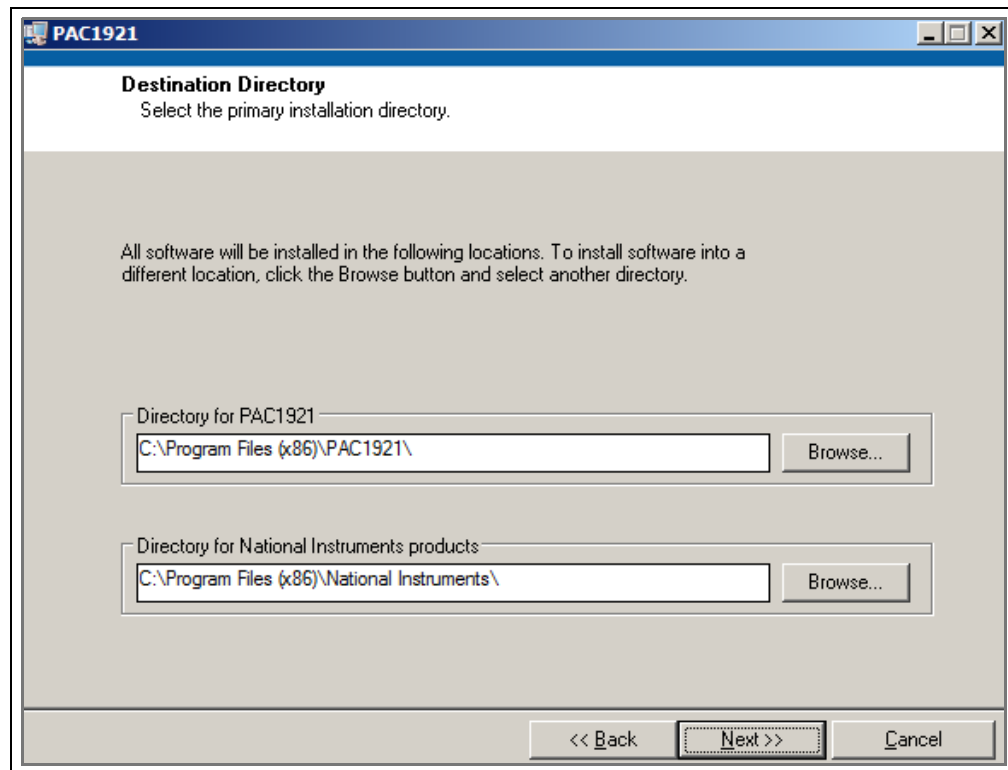 PAC1921
Destination Directory
Select the primary installation directory.
All software will be installed in the following locations. To install software into a
different location, click the Browse button and select another directory.
Directory for PAC1921
C:\Program Files (x86)\PAC1921\
Browse...
Directory for National Instruments products
C:\Program Files (x86)\National Instruments\
Browse...
<< Back
Next >>
Cancel